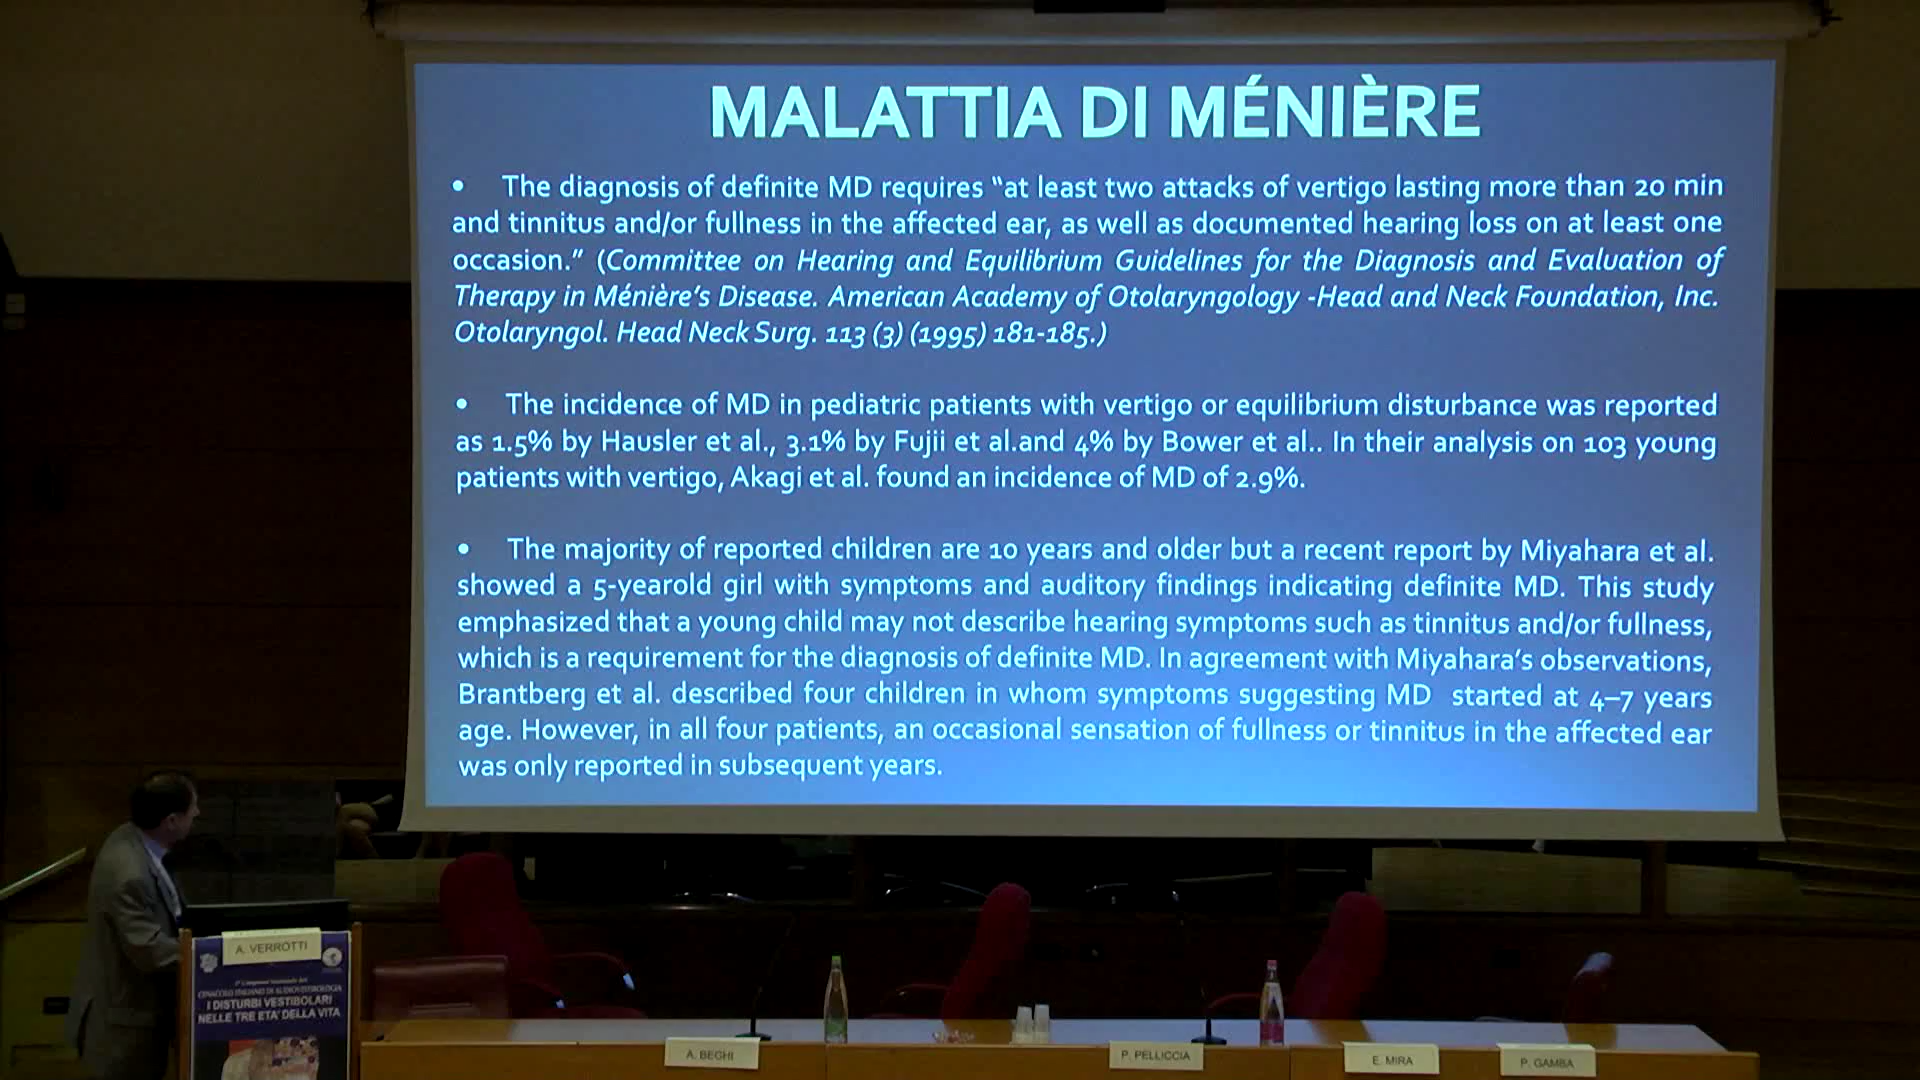 MALATTIA DI MÉNIÈRE
• The diagnosis of definite MD requires “at least two attacks of vertigo lasting more than 20 min
and tinnitus and/or fullness in the affected ear, as well as documented hearing loss on at least one
occasion.” (Committee on Hearing and Equilibrium Guidelines for the Diagnosis and Evaluation of
Therapy in Ménière’s Disease. American Academy of Otolaryngology -Head and Neck Foundation, Inc.
Otolaryngol. Head Neck Surg. 113 (3) (1995) 181-185.)
• The incidence of MD in pediatric patients with vertigo or equilibrium disturbance was reported
as 1.5% by Hausler et al., 3.1% by Fujii et al.and 4% by Bower et al.. In their analysis on 103 young
patients with vertigo, Akagi et al. found an incidence of MD of 2.9%.
• The majority of reported children are 10 years and older but a recent report by Miyahara et al.
showed a 5-yearold girl with symptoms and auditory findings indicating definite MD. This study
emphasized that a young child may not describe hearing symptoms such as tinnitus and/or fullness,
which is a requirement for the diagnosis of definite MD. In agreement with Miyahara’s observations,
Brantberg et al. described four children in whom symptoms suggesting MD started at 4–7 years
age. However, in all four patients, an occasional sensation of fullness or tinnitus in the affected ear
was only reported in subsequent years.
A. VERROTTI
CENACOLO ITALIANO DI AUDIOVESTIBOLOGIA
I DISTURBI VESTIBOLARI
NELLE TRE ETA' DELLA VITA
A. BEGHI
P. PELLICCIA
E. MIRA
P. GAMBA